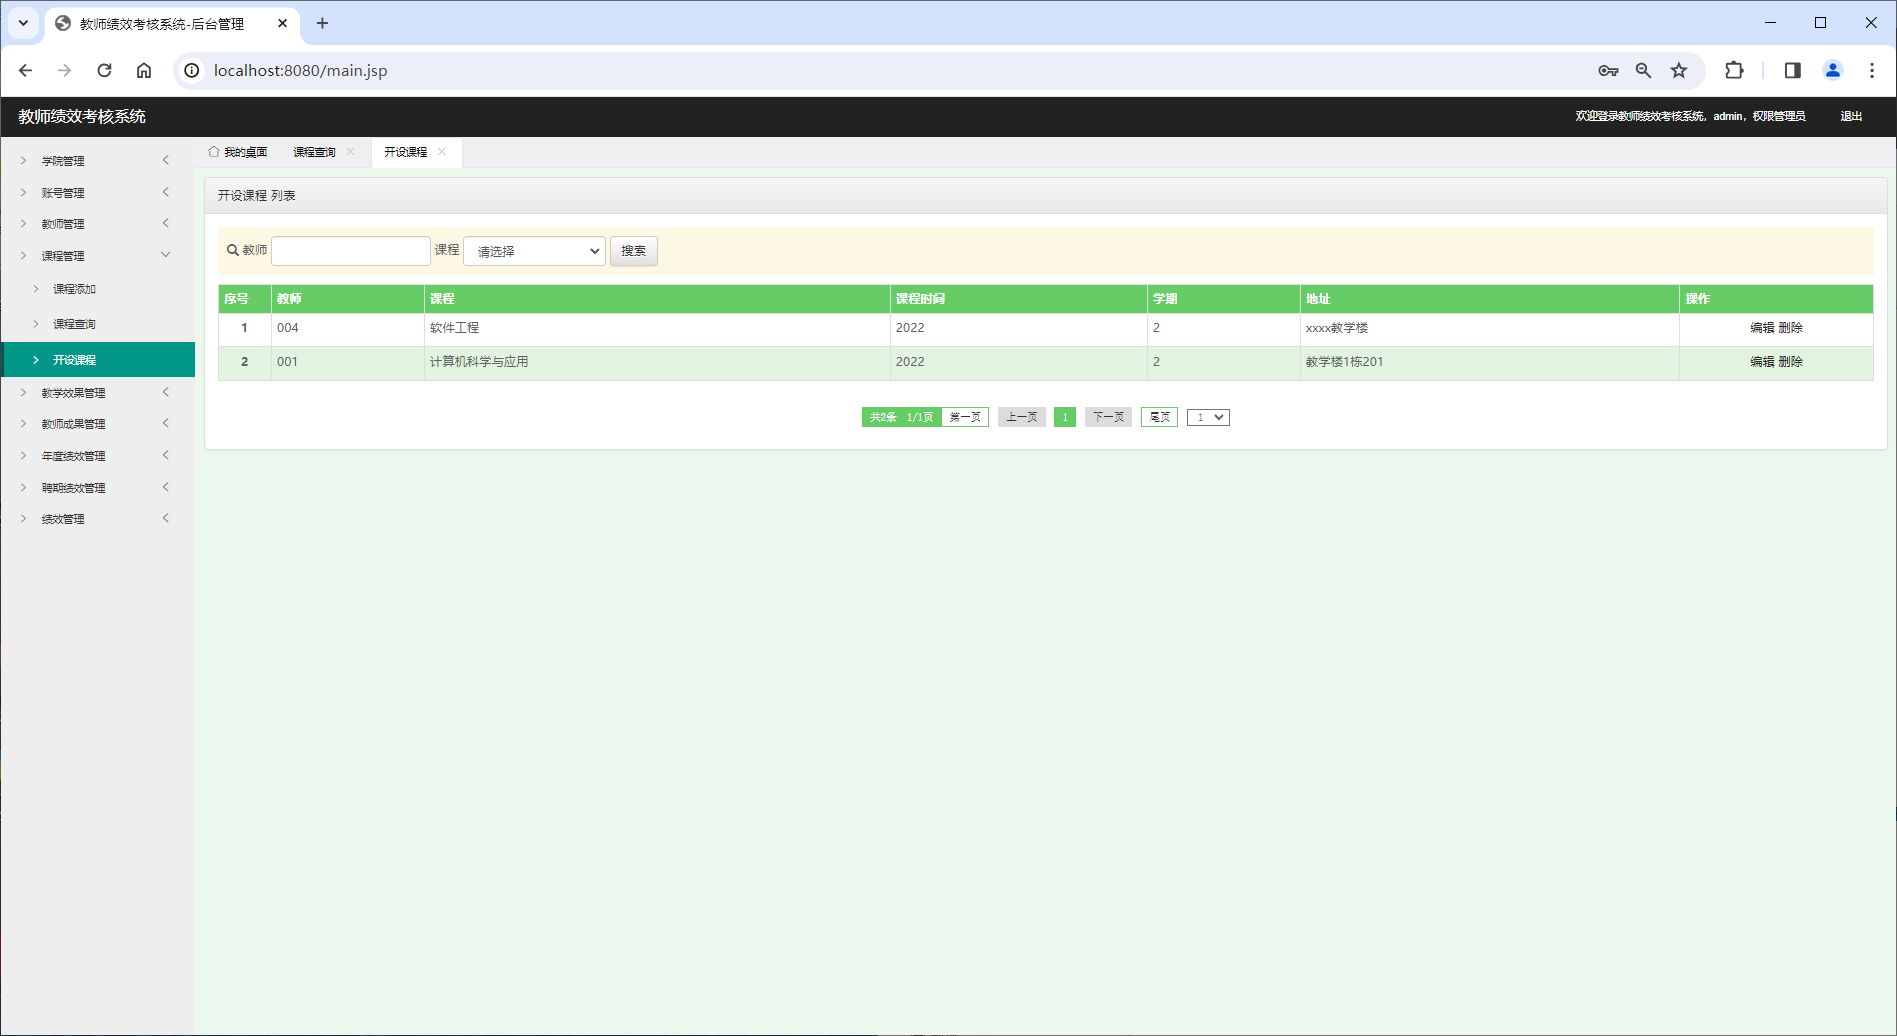 教师绩效考核系统-后台管理
localhost:8080/main.jsp
教师绩效考核系统
欢迎登录教师绩效考核系统，admin，权限管理员 退出
学院管理
账号管理
教师管理
课程管理
课程添加
课程查询
开设课程
教学效果管理
教师成果管理
年度绩效管理
聘期绩效管理
绩效管理
我的桌面 课程查询 开设课程
开设课程 列表
教师 课程 请选择 搜索
序号 教师 课程 课程时间 学期 地址 操作
1 004 软件工程 2022 2 xxxx教学楼 编辑 删除
2 001 计算机科学与应用 2022 2 教学楼1栋201 编辑 删除
共2条 1/1页 第一页 上一页 1 下一页 尾页 1